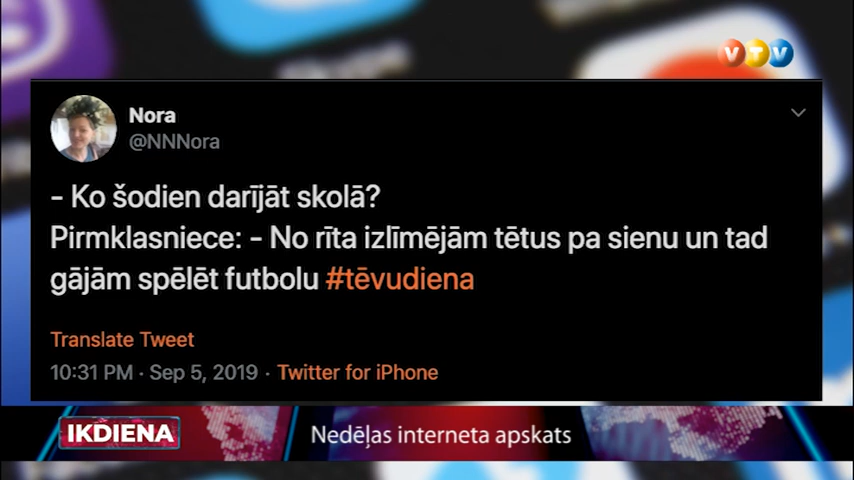 VTV
Nora
@NNNora
- Ko šodien darījāt skolā?
Pirmklasniece: - No rīta izlīmējām tētus pa sienu un tad
gājām spēlēt futbolu #tēvudiena
Translate Tweet
10:31 PM · Sep 5, 2019 · Twitter for iPhone
IKDIENA
Nedēļas interneta apskats